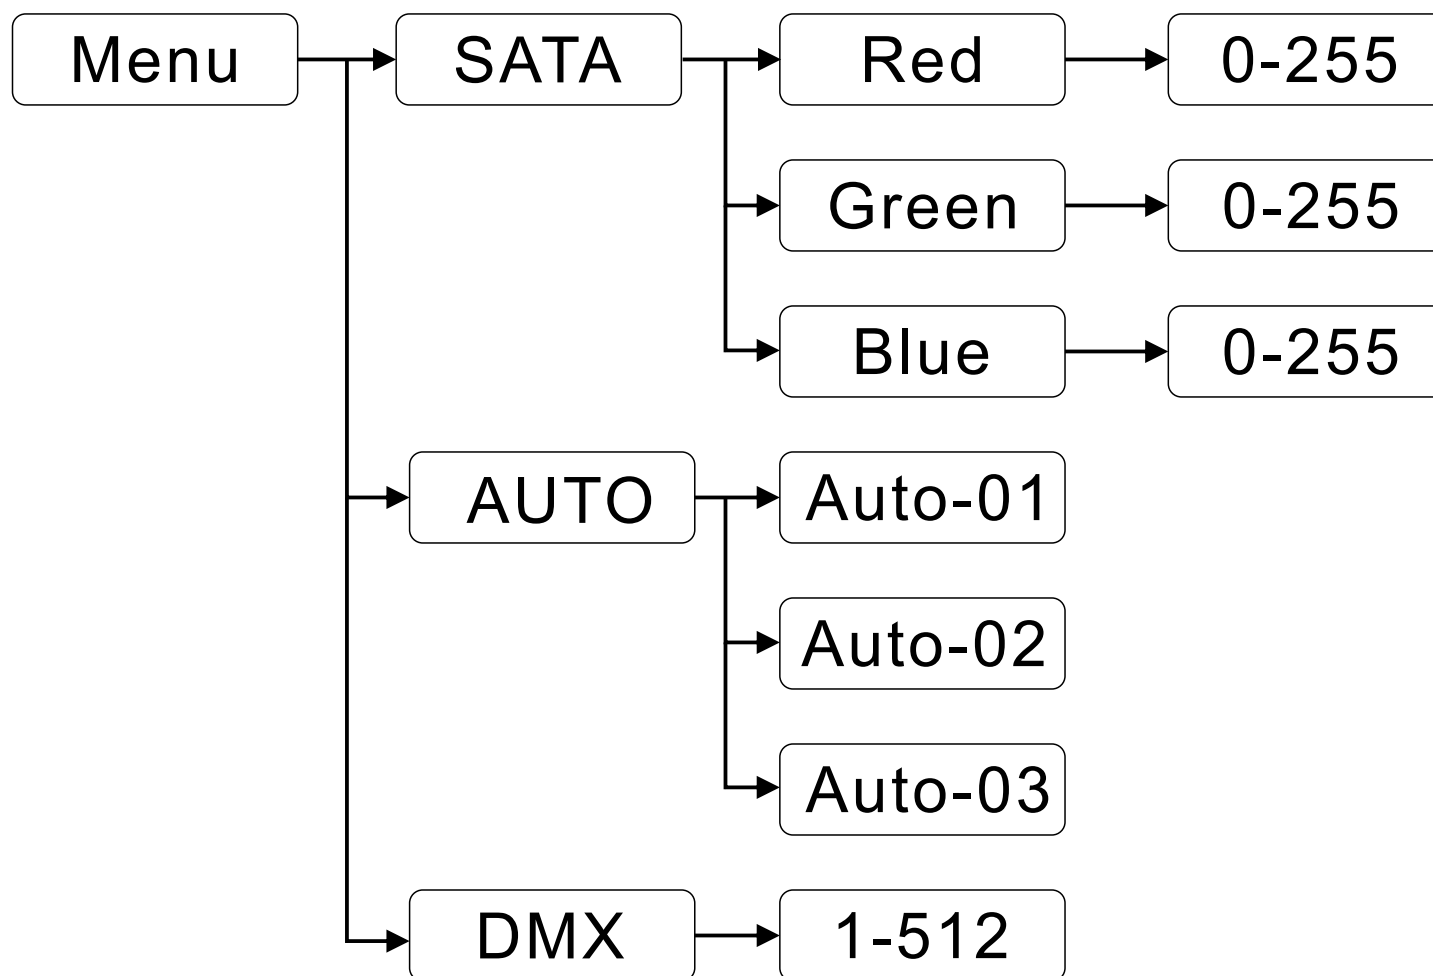 Menu
SATA
Red
0-255
Green
0-255
Blue
0-255
AUTO
Auto-01
Auto-02
Auto-03
DMX
1-512